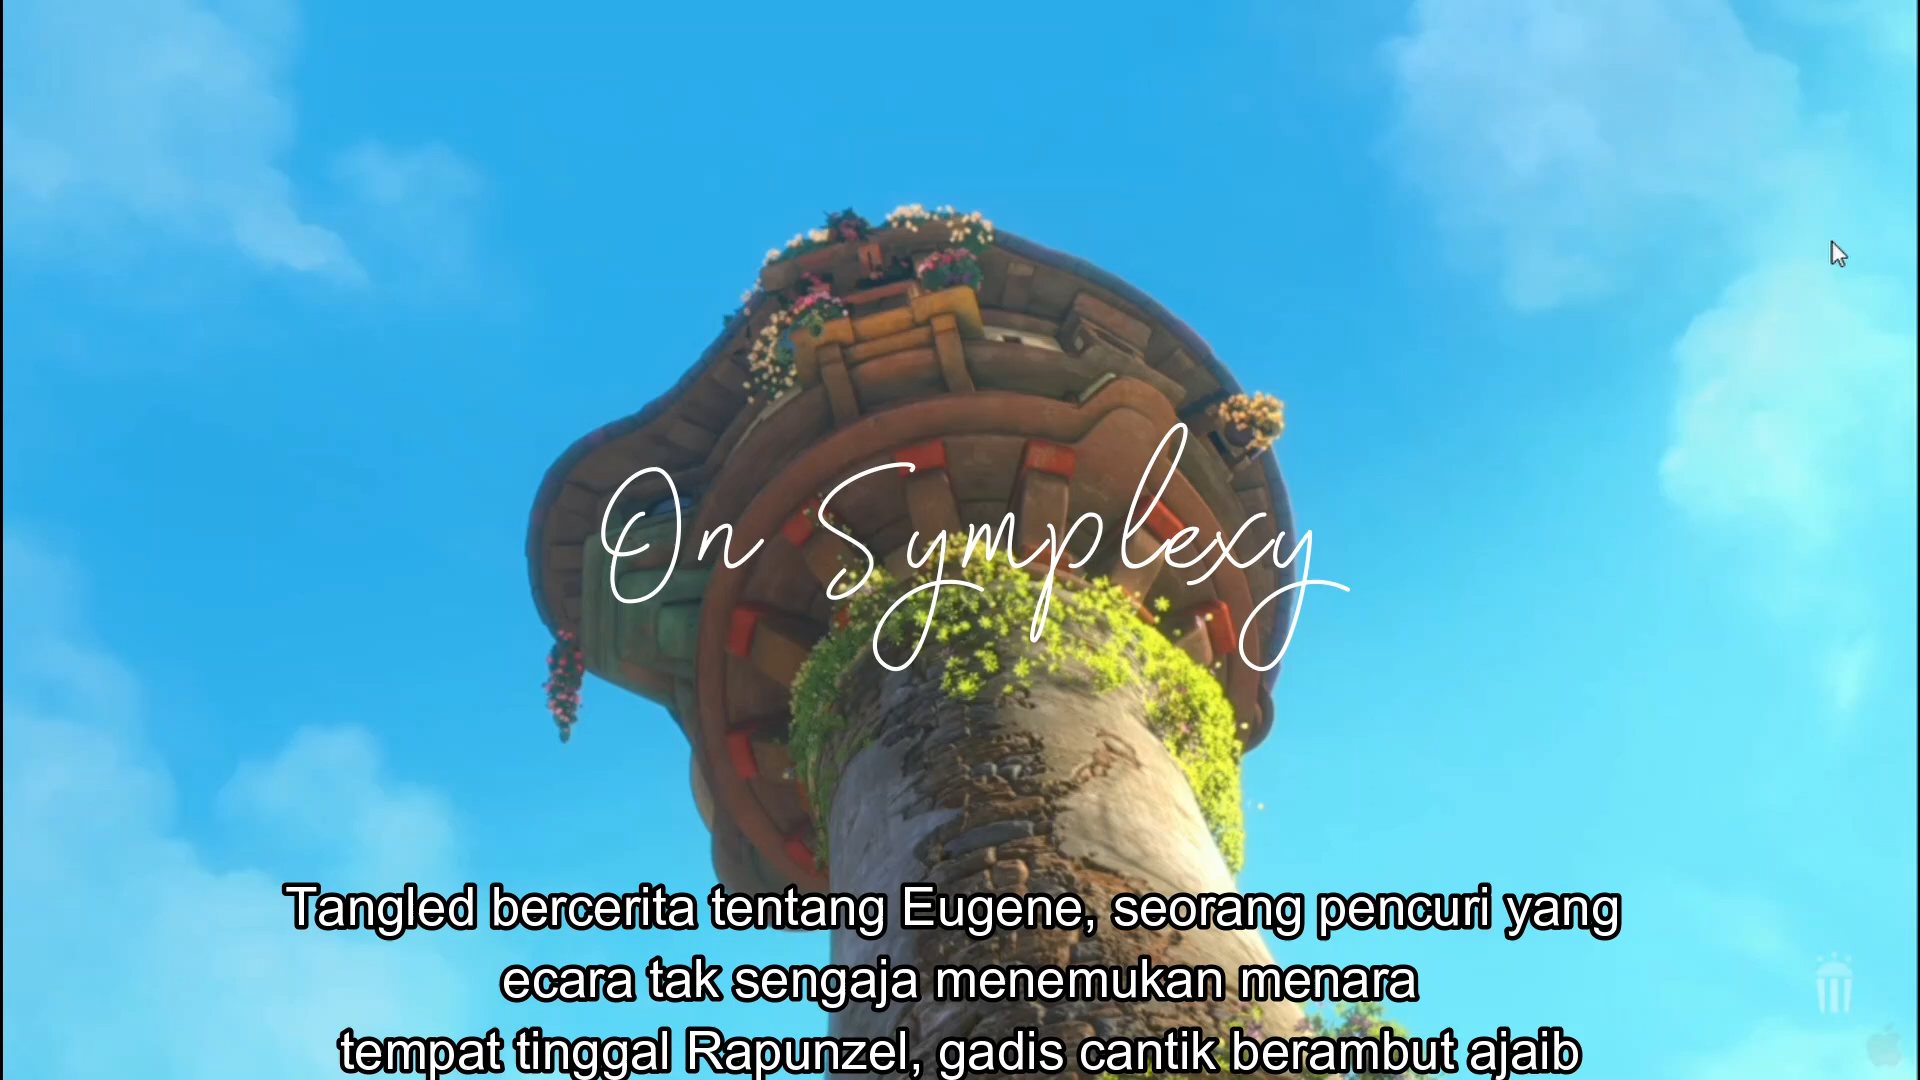 On Symplexy
Tangled bercerita tentang Eugene, seorang pencuri yang
ecara tak sengaja menemukan menara
tempat tinggal Rapunzel, gadis cantik berambut ajaib